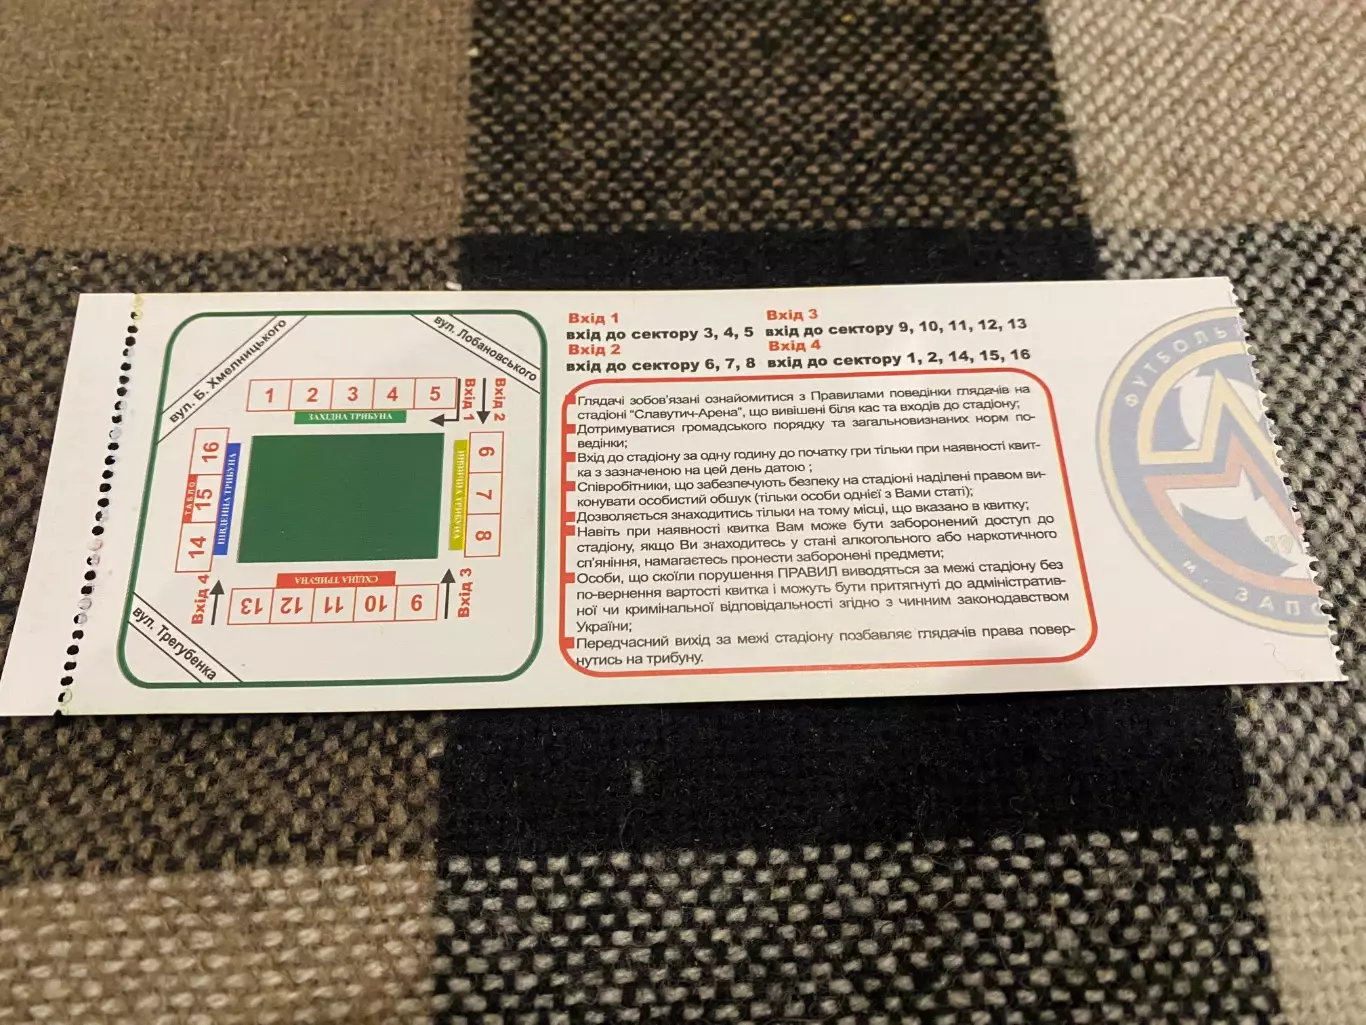 вул. Б. Хмельницького
вул. Лобановського
1 2 3 4 5
ЗАХІДНА ТРИБУНА
Вхід 1
Вхід 2
16
15
14
ТАБЛО
ПІВДЕННА ТРИБУНА
6
7
8
Вхід 4
СХІДНА ТРИБУНА
13 12 11 10 9
Вхід 3
вул. Трегубенка
Вхід 1
вхід до сектору 3, 4, 5
Вхід 2
вхід до сектору 6, 7, 8
Вхід 3
вхід до сектору 9, 10, 11, 12, 13
Вхід 4
вхід до сектору 1, 2, 14, 15, 16
Глядачі зобов'язані ознайомитися з Правилами поведінки глядачів на
стадіоні "Славутич-Арена", що вивішені біля кас та входів до стадіону;
Дотримуватися громадського порядку та загальновизнаних норм по-
ведінки;
Вхід до стадіону за одну годину до початку гри тільки при наявності квит-
ка з зазначеною на цей день датою ;
Співробітники, що забезпечують безпеку на стадіоні наділені правом ви-
конувати особистий обшук (тільки особи однієї з Вами статі);
Дозволяється знаходитись тільки на тому місці, що вказано в квитку;
Навіть при наявності квитка Вам може бути заборонений доступ до
стадіону, якщо Ви знаходитесь у стані алкогольного або наркотичного
сп'яніння, намагаєтесь пронести заборонені предмети;
Особи, що скоїли порушення ПРАВИЛ виводяться за межі стадіону без
по-вернення вартості квитка і можуть бути притягнуті до адміністратив-
ної чи кримінальної відповідальності згідно з чинним законодавством
України;
Передчасний вихід за межі стадіону позбавляє глядачів права повер-
нутись на трибуну.
ФУТБОЛЬ
19
м. ЗАПО